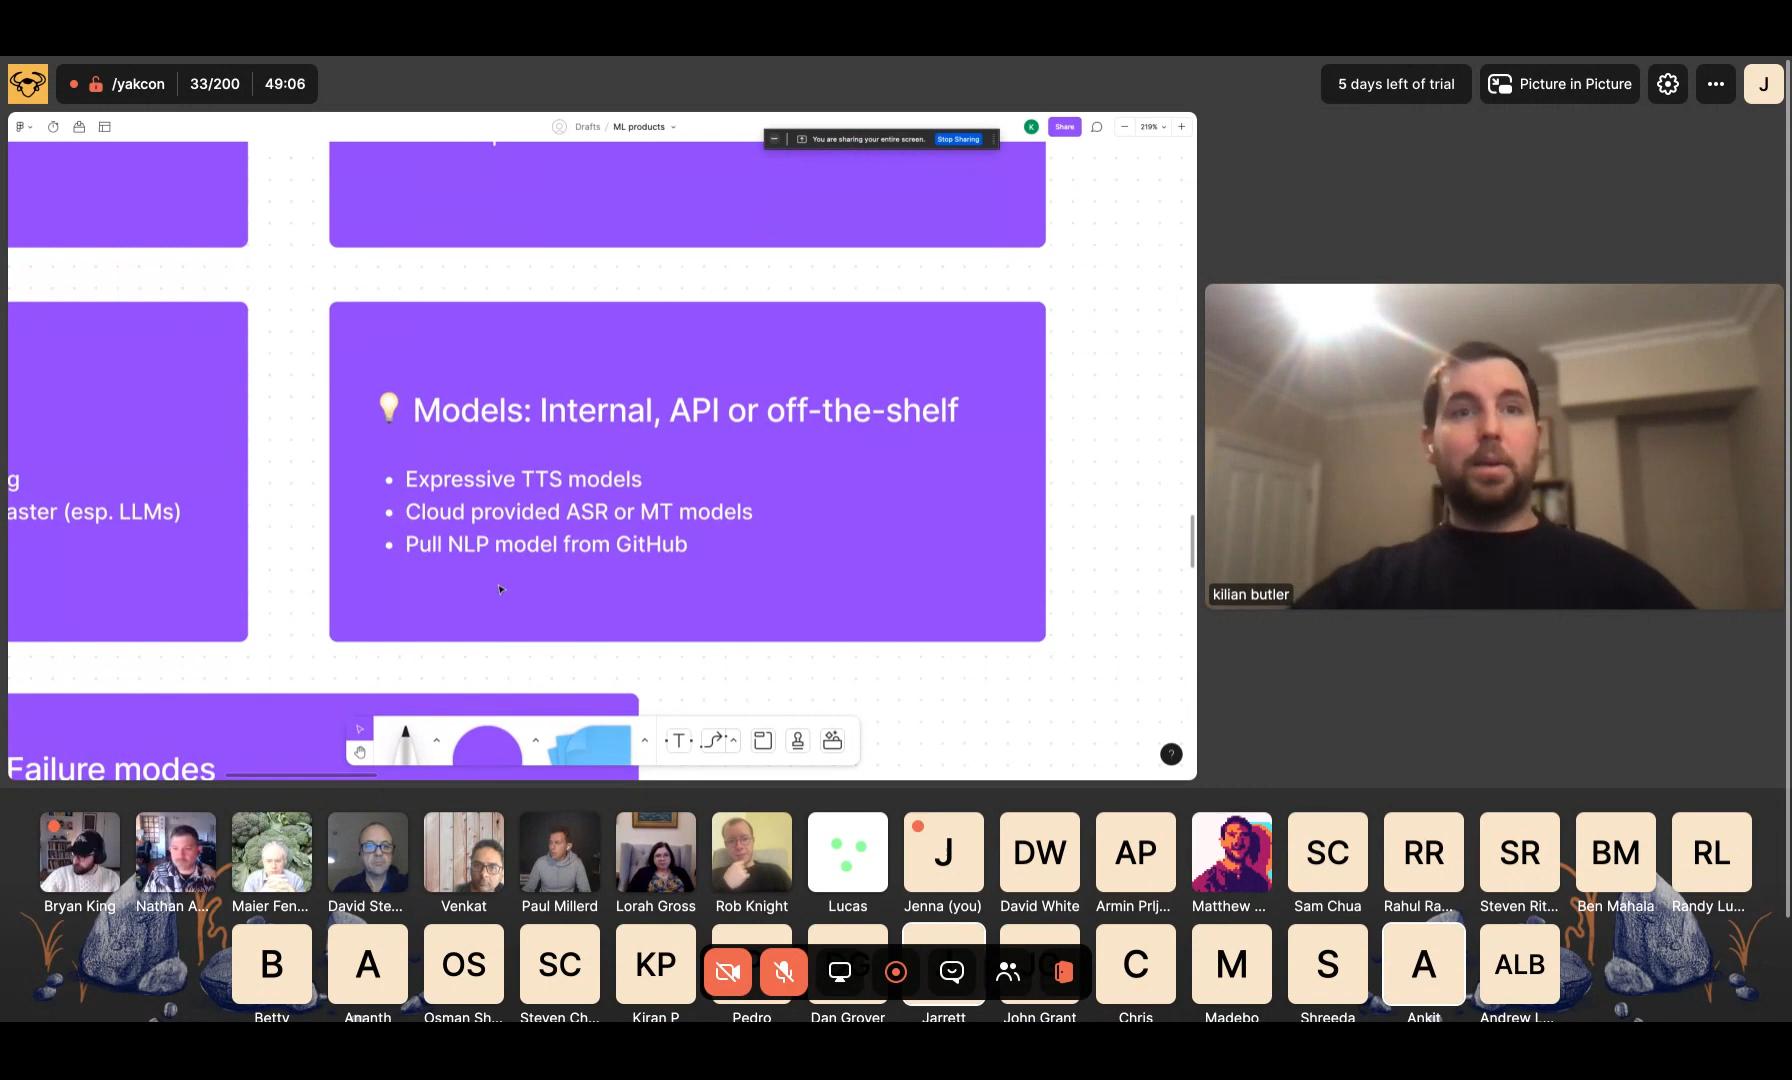 /yakcon
33/200
49:06
5 days left of trial
Picture in Picture
J
Drafts / ML products
You are sharing your entire screen.
Stop Sharing
K
Share
219%
💡 Models: Internal, API or off-the-shelf
• Expressive TTS models
• Cloud provided ASR or MT models
• Pull NLP model from GitHub
g
aster (esp. LLMs)
Failure modes
T
?
kilian butler
J
DW
AP
SC
RR
SR
BM
RL
Bryan King
Nathan A...
Maier Fen...
David Ste...
Venkat
Paul Millerd
Lorah Gross
Rob Knight
Lucas
Jenna (you)
David White
Armin Prlj...
Matthew ...
Sam Chua
Rahul Ra...
Steven Rit...
Ben Mahala
Randy Lu...
B
A
OS
SC
KP
C
M
S
A
ALB
Betty
Ananth
Osman Sh...
Steven Ch...
Kiran P
Pedro
Dan Grover
Jarrett
John Grant
Chris
Madebo
Shreeda
Ankit
Andrew L...